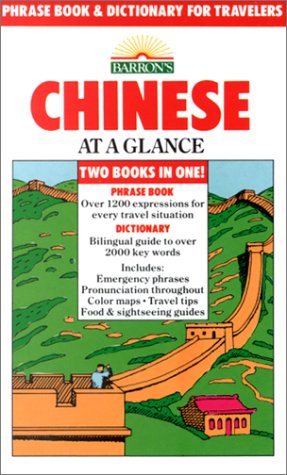 PHRASE BOOK & DICTIONARY FOR TRAVELERS
BARRON'S
CHINESE
AT A GLANCE
TWO BOOKS IN ONE!
PHRASE BOOK
Over 1200 expressions for
every travel situation
DICTIONARY
Bilingual guide to over
2000 key words
Includes:
Emergency phrases
Pronunciation throughout
Color maps • Travel tips
Food & sightseeing guides